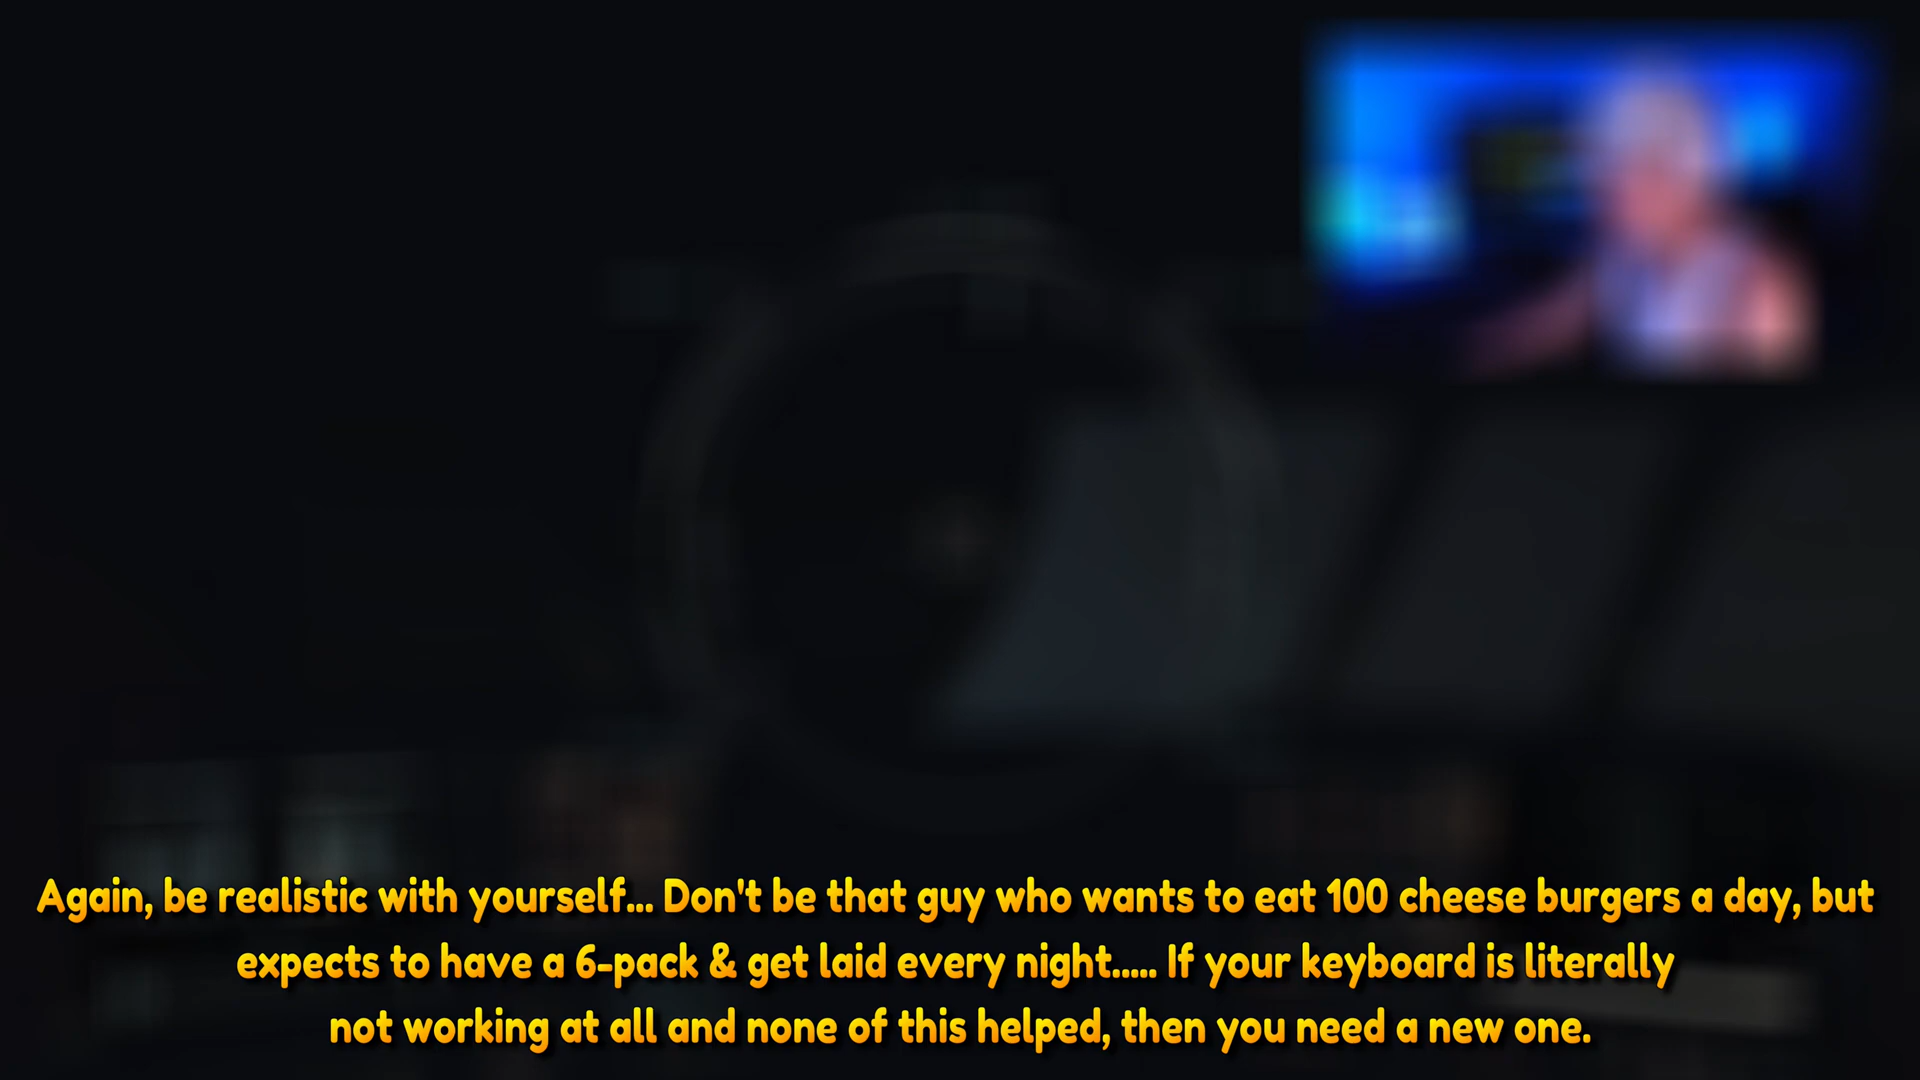 Again, be realistic with yourself... Don't be that guy who wants to eat 100 cheese burgers a day, but
expects to have a 6-pack & get laid every night..... If your keyboard is literally
not working at all and none of this helped, then you need a new one.